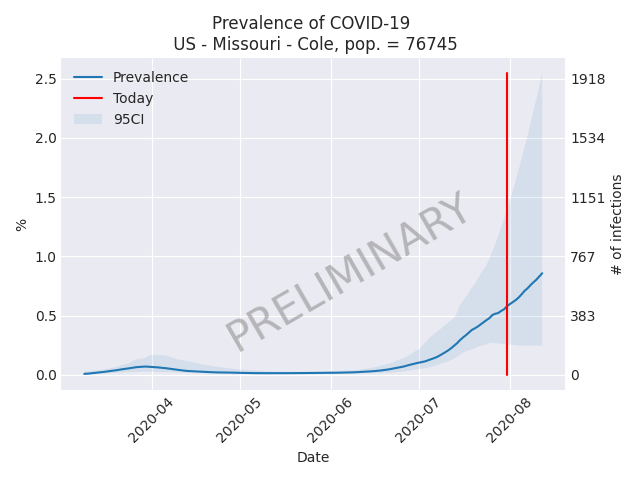 Prevalence of COVID-19
US - Missouri - Cole, pop. = 76745
Prevalence
Today
95CI
PRELIMINARY
2.5
2.0
1.5
1.0
0.5
0.0
%
1918
1534
1151
767
383
0
# of infections
2020-04
2020-05
2020-06
2020-07
2020-08
Date